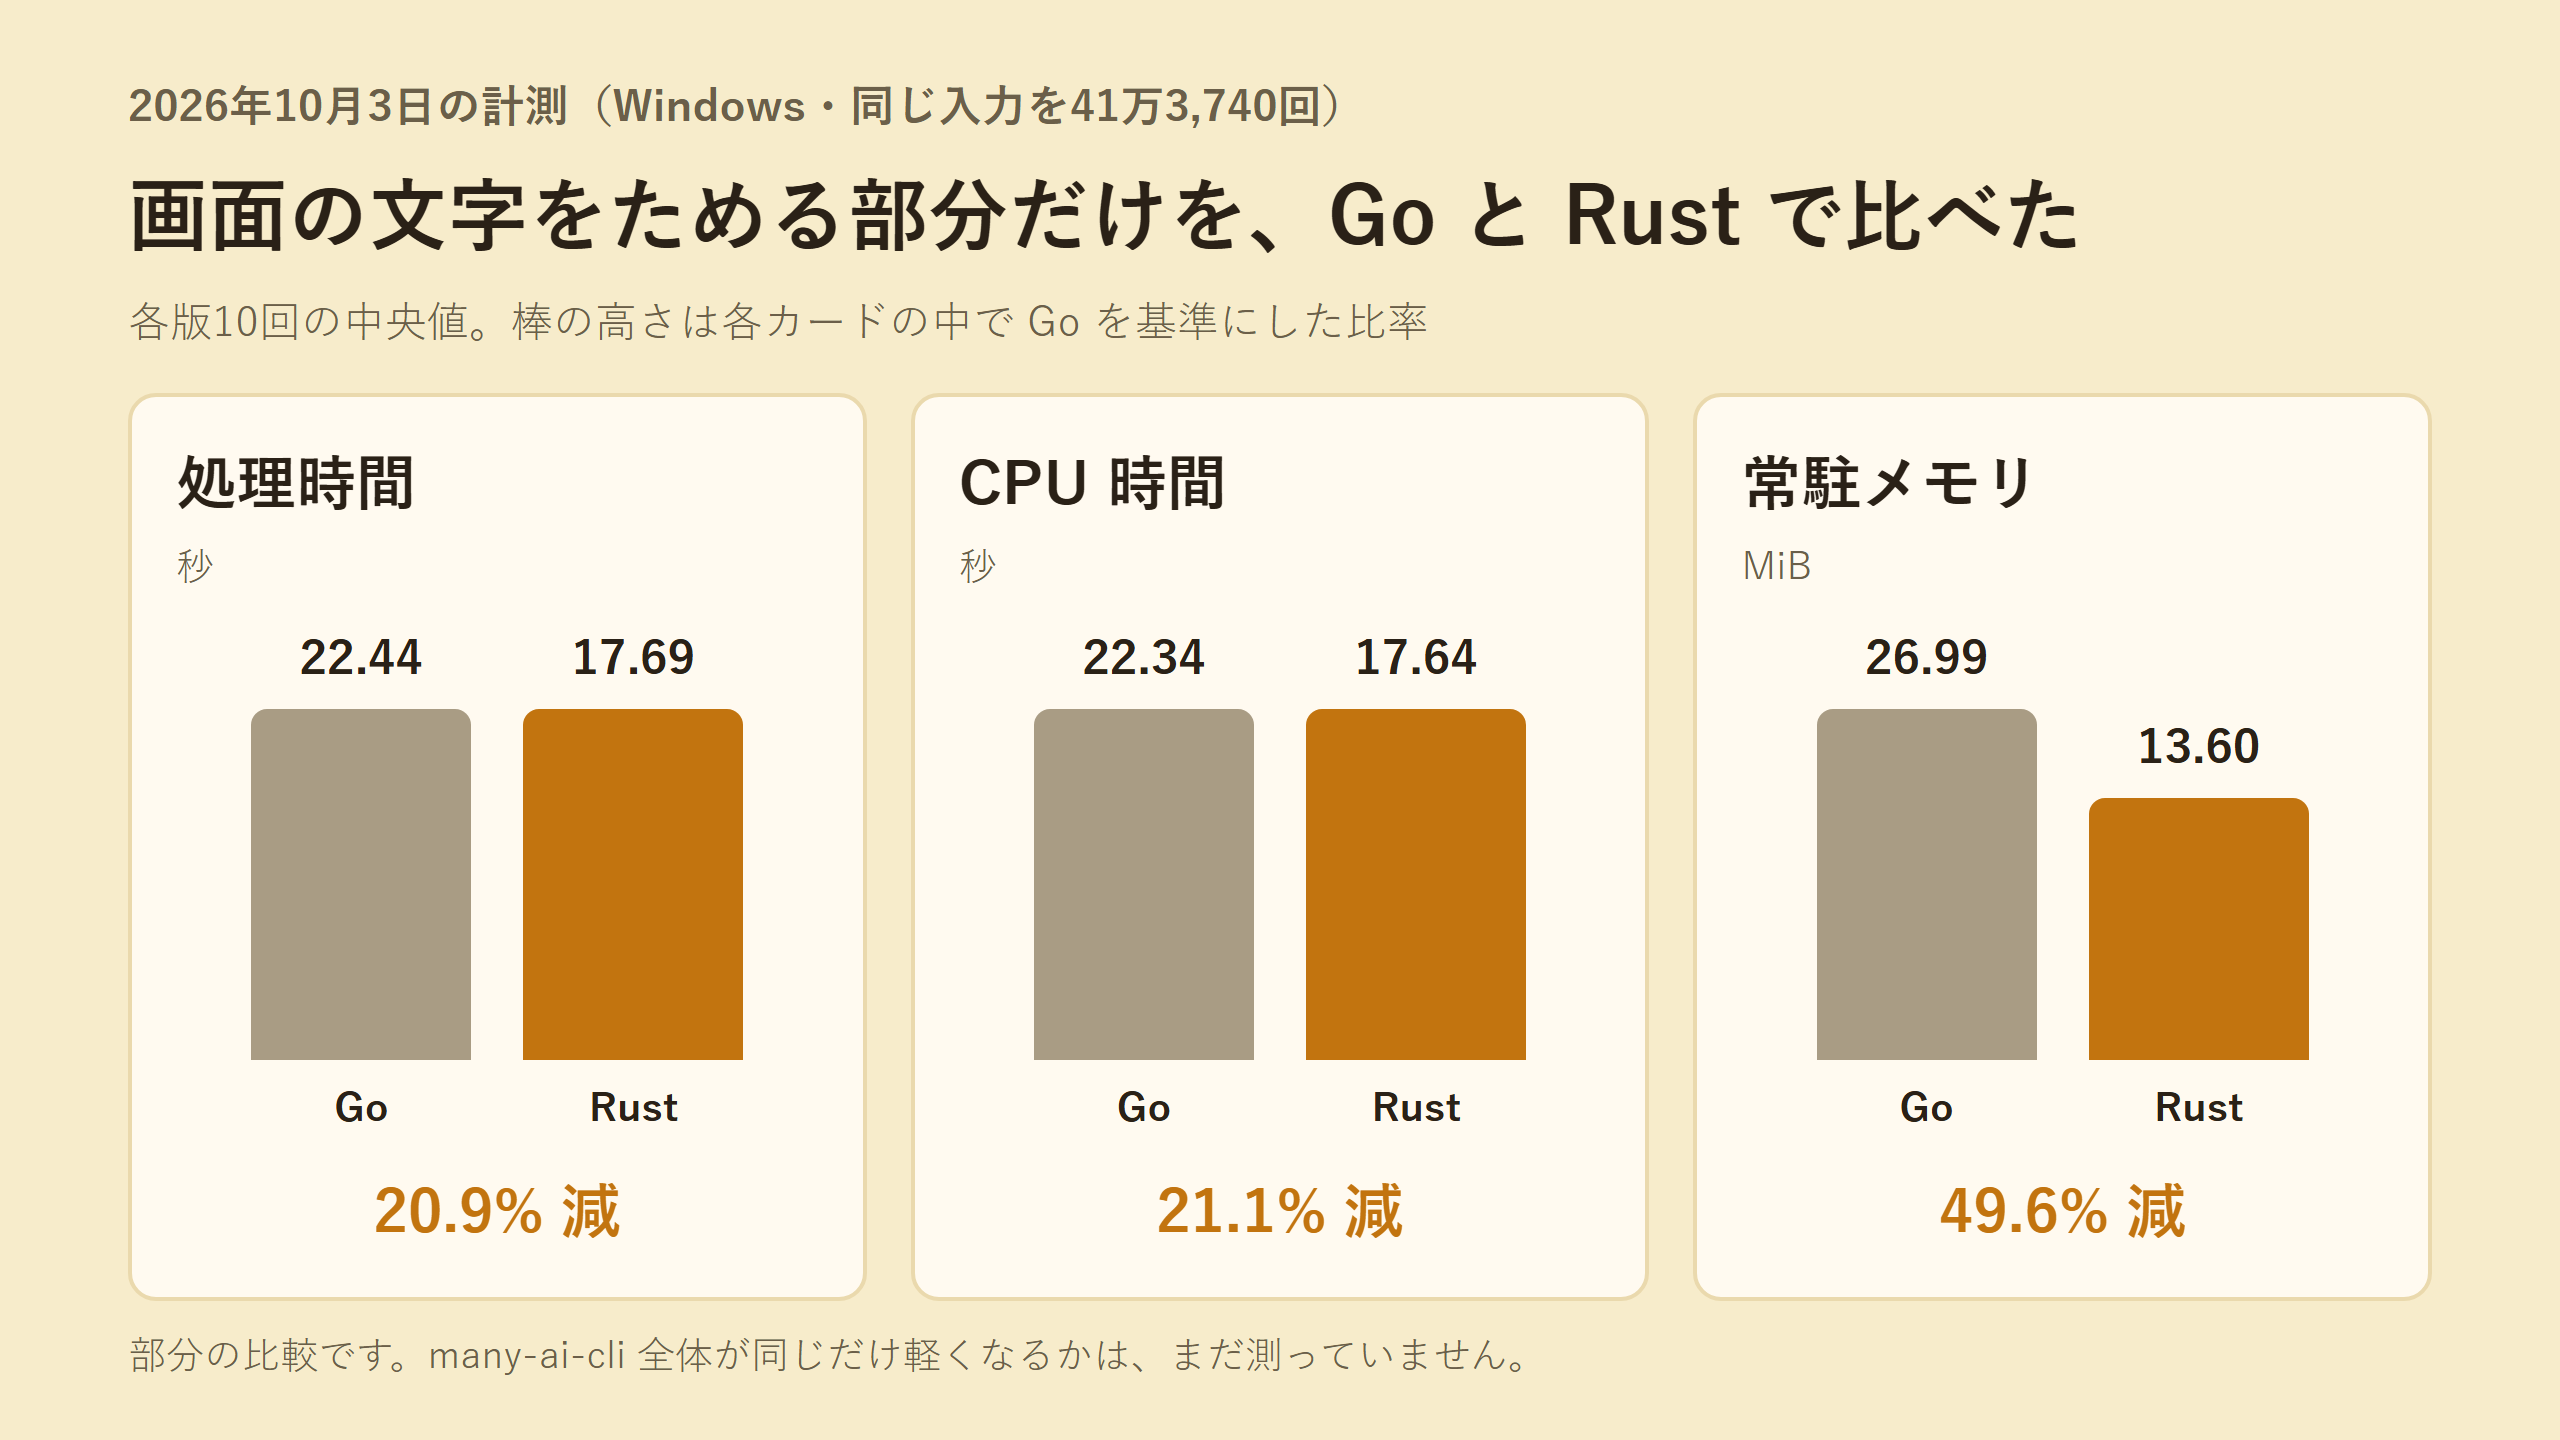 2026年10月3日の計測（Windows・同じ入力を41万3,740回）
画面の文字をためる部分だけを、Go と Rust で比べた
各版10回の中央値。棒の高さは各カードの中で Go を基準にした比率
処理時間
秒
22.44
17.69
Go
Rust
20.9% 減
CPU 時間
秒
22.34
17.64
Go
Rust
21.1% 減
常駐メモリ
MiB
26.99
13.60
Go
Rust
49.6% 減
部分の比較です。many-ai-cli 全体が同じだけ軽くなるかは、まだ測っていません。